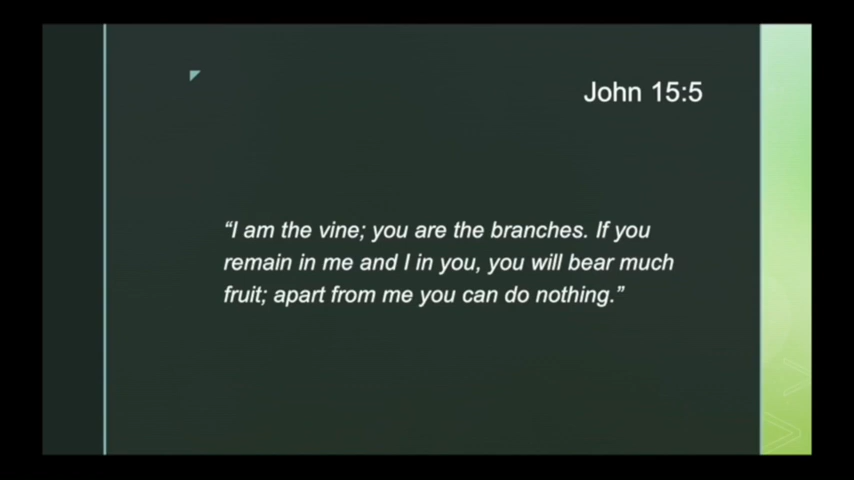 John 15:5
“I am the vine; you are the branches. If you
remain in me and I in you, you will bear much
fruit; apart from me you can do nothing.”